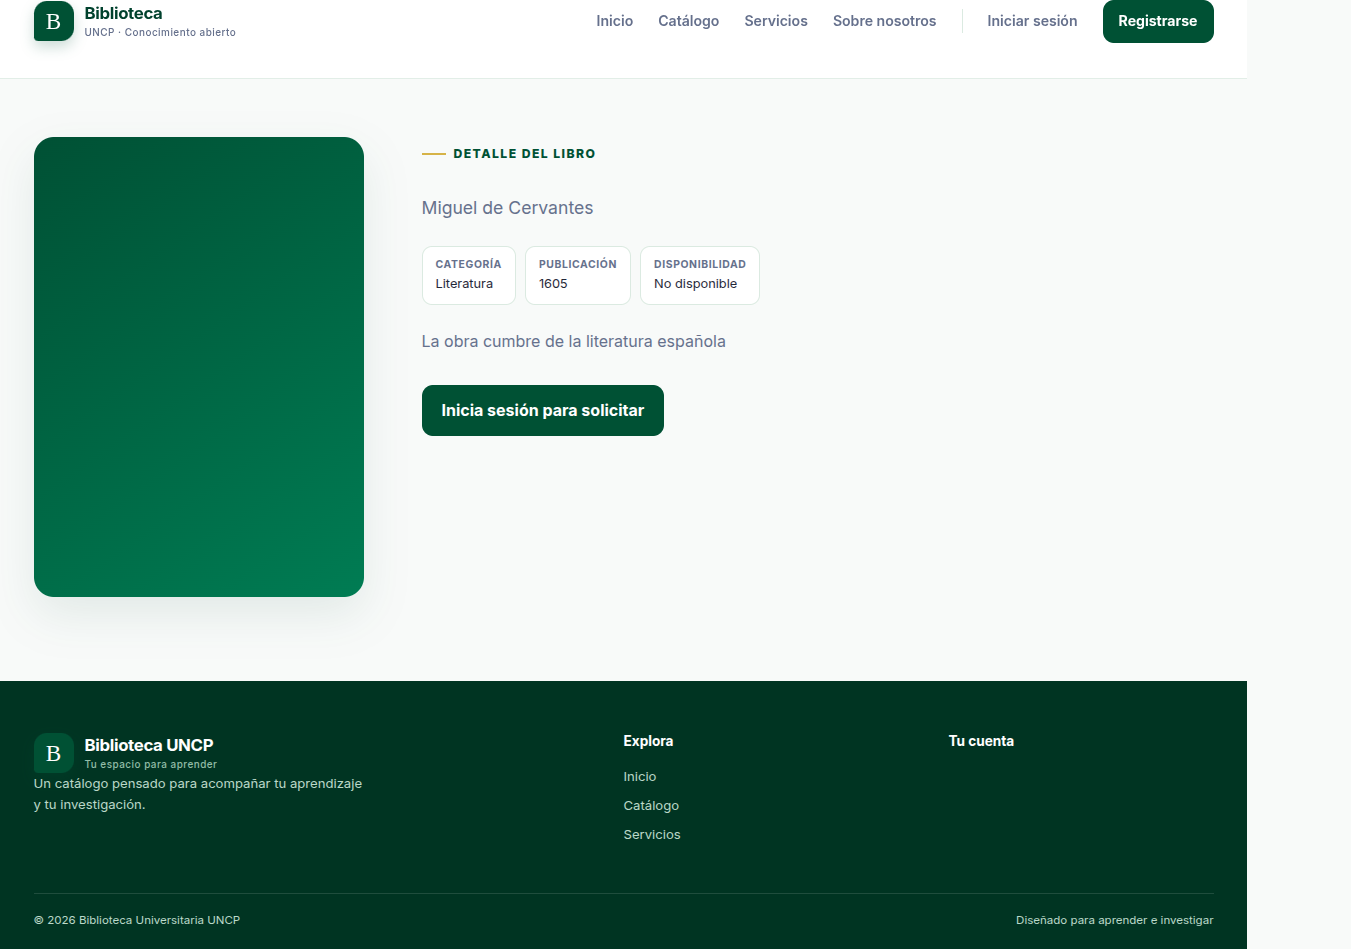 B
Biblioteca
UNCP · Conocimiento abierto
Inicio Catálogo Servicios Sobre nosotros Iniciar sesión Registrarse
DETALLE DEL LIBRO
Miguel de Cervantes
CATEGORÍA
Literatura
PUBLICACIÓN
1605
DISPONIBILIDAD
No disponible
La obra cumbre de la literatura española
Inicia sesión para solicitar
B
Biblioteca UNCP
Tu espacio para aprender
Un catálogo pensado para acompañar tu aprendizaje
y tu investigación.
Explora
Inicio
Catálogo
Servicios
Tu cuenta
© 2026 Biblioteca Universitaria UNCP
Diseñado para aprender e investigar